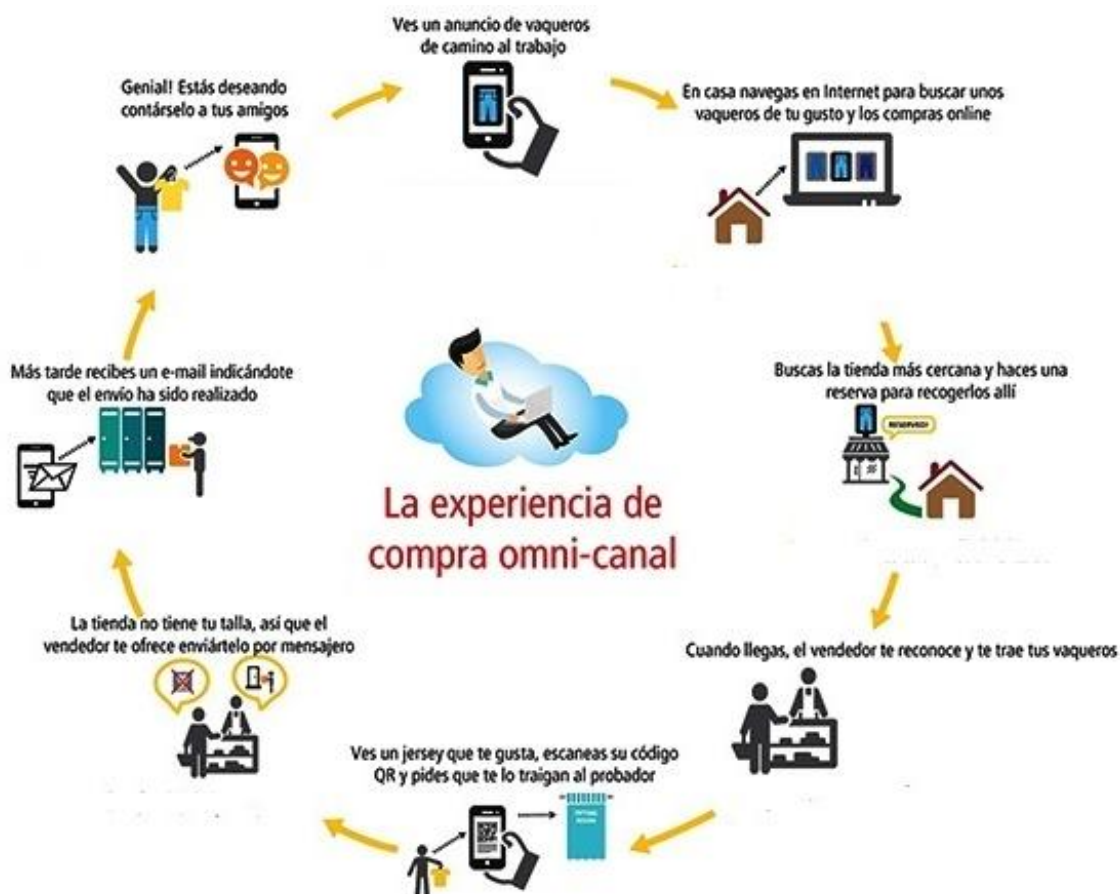 Ves un anuncio de vaqueros
de camino al trabajo
En casa navegas en Internet para buscar unos
vaqueros de tu gusto y los compras online
Buscas la tienda más cercana y haces una
reserva para recogerlos allí
RESERVED!
Cuando llegas, el vendedor te reconoce y te trae tus vaqueros
Ves un jersey que te gusta, escaneas su código
QR y pides que te lo traigan al probador
FITTING
ROOM
La tienda no tiene tu talla, así que el
vendedor te ofrece enviártelo por mensajero
Más tarde recibes un e-mail indicándote
que el envío ha sido realizado
Genial! Estás deseando
contárselo a tus amigos
La experiencia de
compra omni-canal